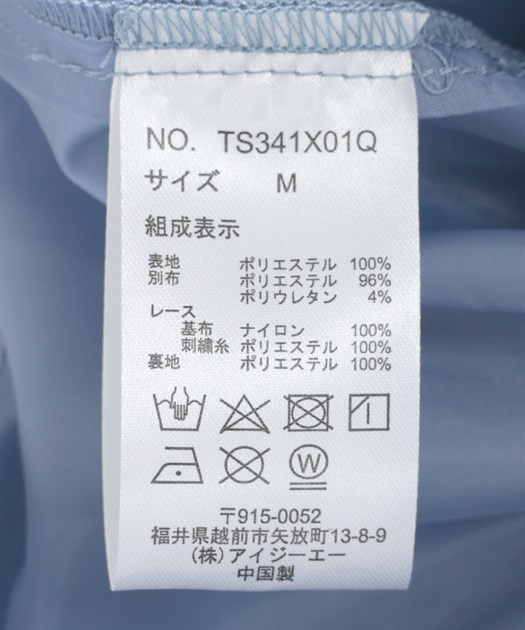 NO. TS341X01Q
サイズ M
組成表示
表地 ポリエステル 100%
別布 ポリエステル 96%
ポリウレタン 4%
レース
基布 ナイロン 100%
刺繍糸 ポリエステル 100%
裏地 ポリエステル 100%
W
〒915-0052
福井県越前市矢放町13-8-9
(株)アイジーエー
中国製